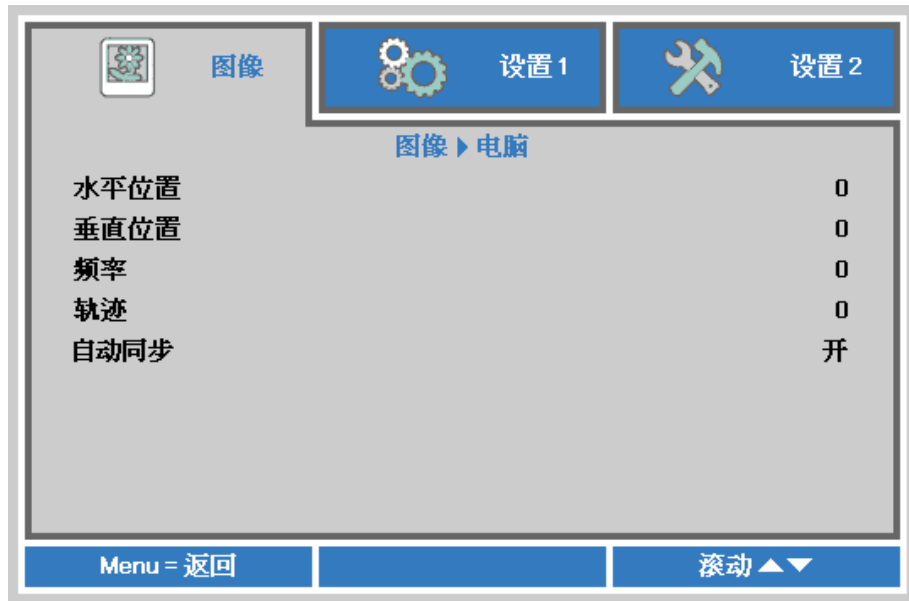 图像
设置 1
设置 2
图像▶电脑
水平位置 0
垂直位置 0
频率 0
轨迹 0
自动同步 开
Menu = 返回
滚动▲▼